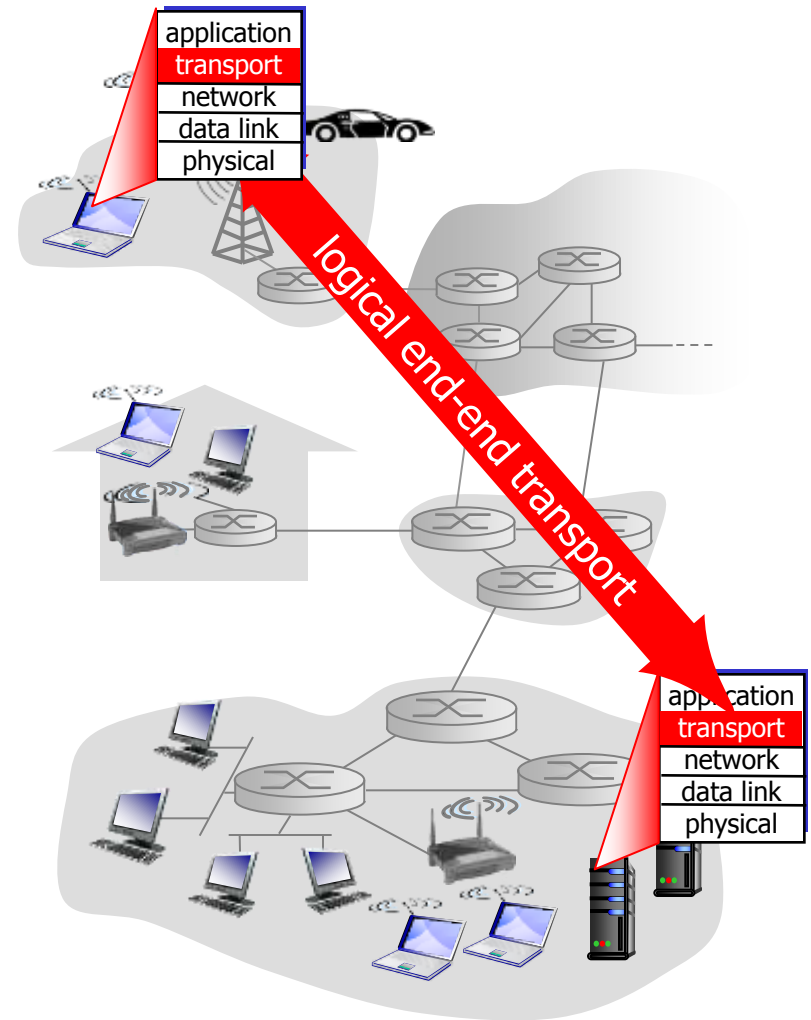 application
transport
network
data link
physical
logical end-end transport
application
transport
network
data link
physical